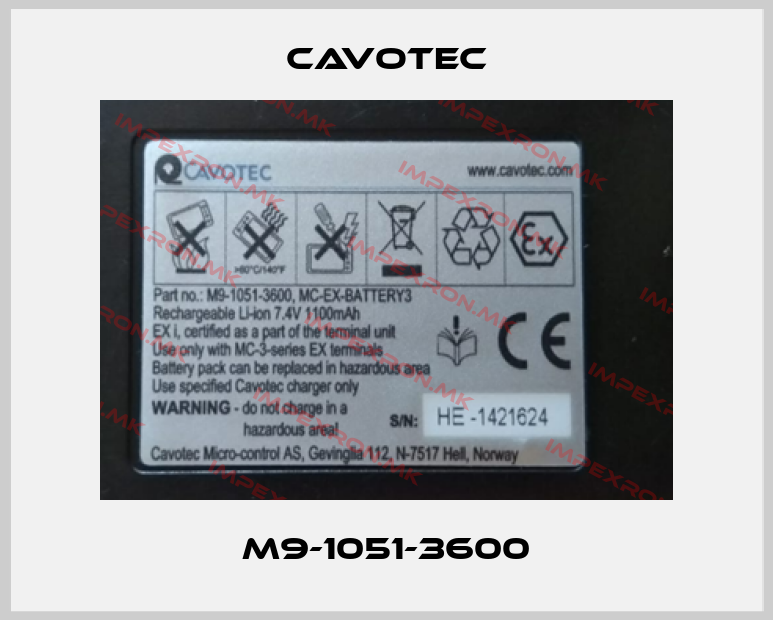 CAVOTEC
CAVOTEC
www.cavotec.com
>60°C/140°F
Ex
Part no.: M9-1051-3600, MC-EX-BATTERY3
Rechargeable Li-ion 7.4V 1100mAh
EX i, certified as a part of the terminal unit
Use only with MC-3-series EX terminals
Battery pack can be replaced in hazardous area
Use specified Cavotec charger only
WARNING - do not charge in a
hazardous area!
CE
S/N: HE -1421624
Cavotec Micro-control AS, Gevinglia 112, N-7517 Hell, Norway
IMPEXRON.MK
M9-1051-3600